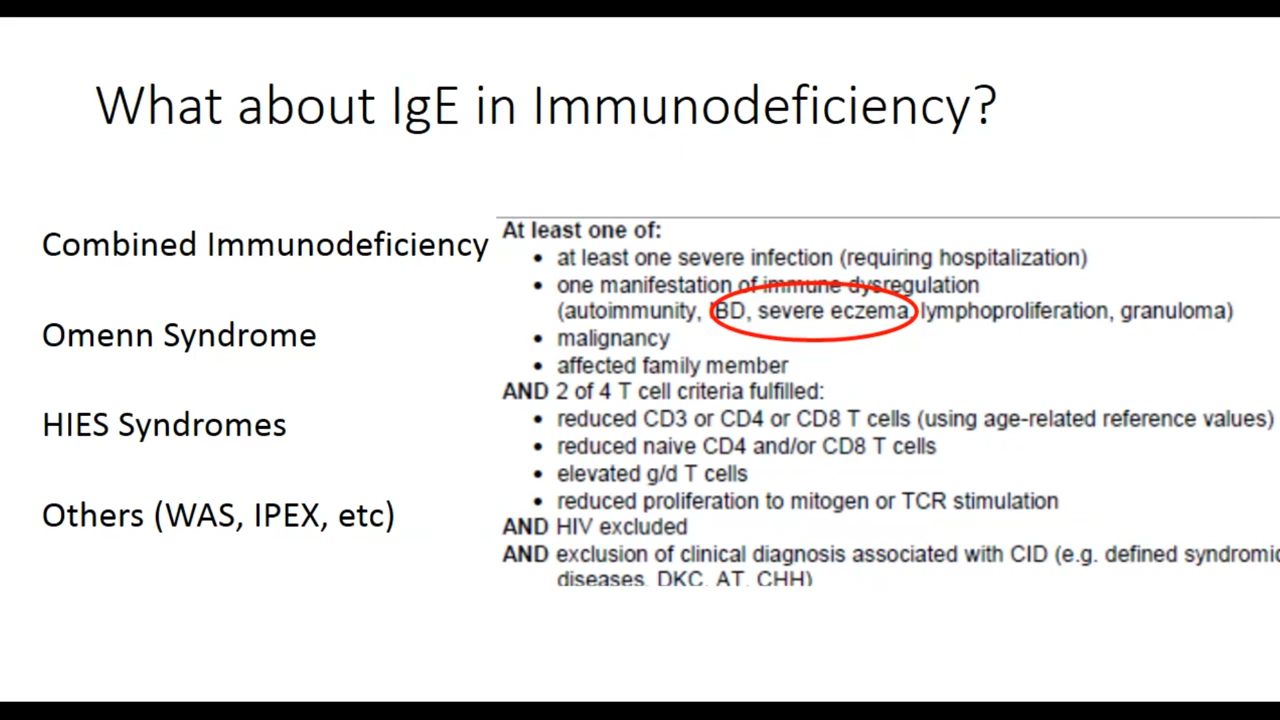 What about IgE in Immunodeficiency?
Combined Immunodeficiency
Omenn Syndrome
HIES Syndromes
Others (WAS, IPEX, etc)
At least one of:
• at least one severe infection (requiring hospitalization)
• one manifestation of immune dysregulation
(autoimmunity, IBD, severe eczema, lymphoproliferation, granuloma)
• malignancy
• affected family member
AND 2 of 4 T cell criteria fulfilled:
• reduced CD3 or CD4 or CD8 T cells (using age-related reference values)
• reduced naive CD4 and/or CD8 T cells
• elevated g/d T cells
• reduced proliferation to mitogen or TCR stimulation
AND HIV excluded
AND exclusion of clinical diagnosis associated with CID (e.g. defined syndromic
diseases, DKC, AT, CHH)